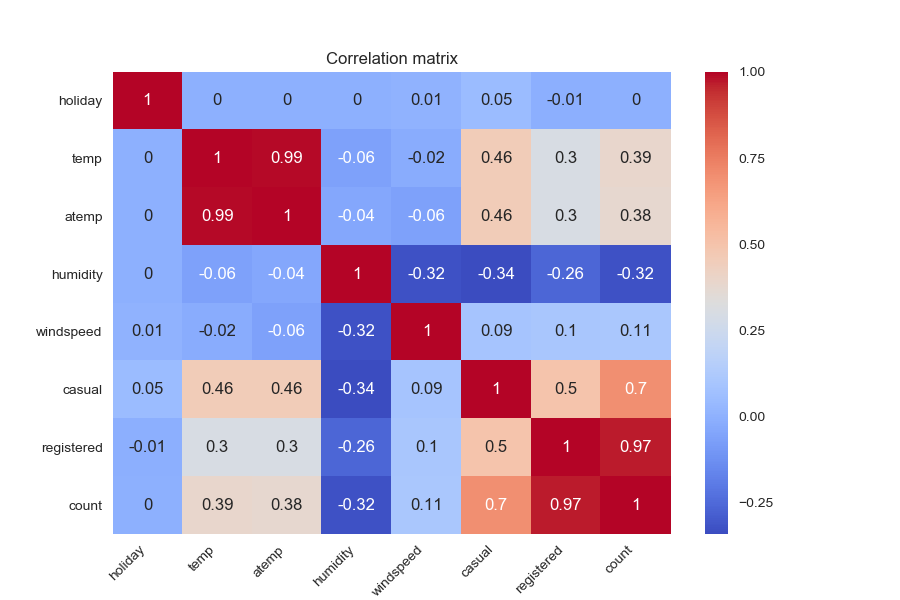 Correlation matrix
holiday 1 0 0 0 0.01 0.05 -0.01 0
temp 0 1 0.99 -0.06 -0.02 0.46 0.3 0.39
atemp 0 0.99 1 -0.04 -0.06 0.46 0.3 0.38
humidity 0 -0.06 -0.04 1 -0.32 -0.34 -0.26 -0.32
windspeed 0.01 -0.02 -0.06 -0.32 1 0.09 0.1 0.11
casual 0.05 0.46 0.46 -0.34 0.09 1 0.5 0.7
registered -0.01 0.3 0.3 -0.26 0.1 0.5 1 0.97
count 0 0.39 0.38 -0.32 0.11 0.7 0.97 1
holiday temp atemp humidity windspeed casual registered count
1.00
0.75
0.50
0.25
0.00
−0.25